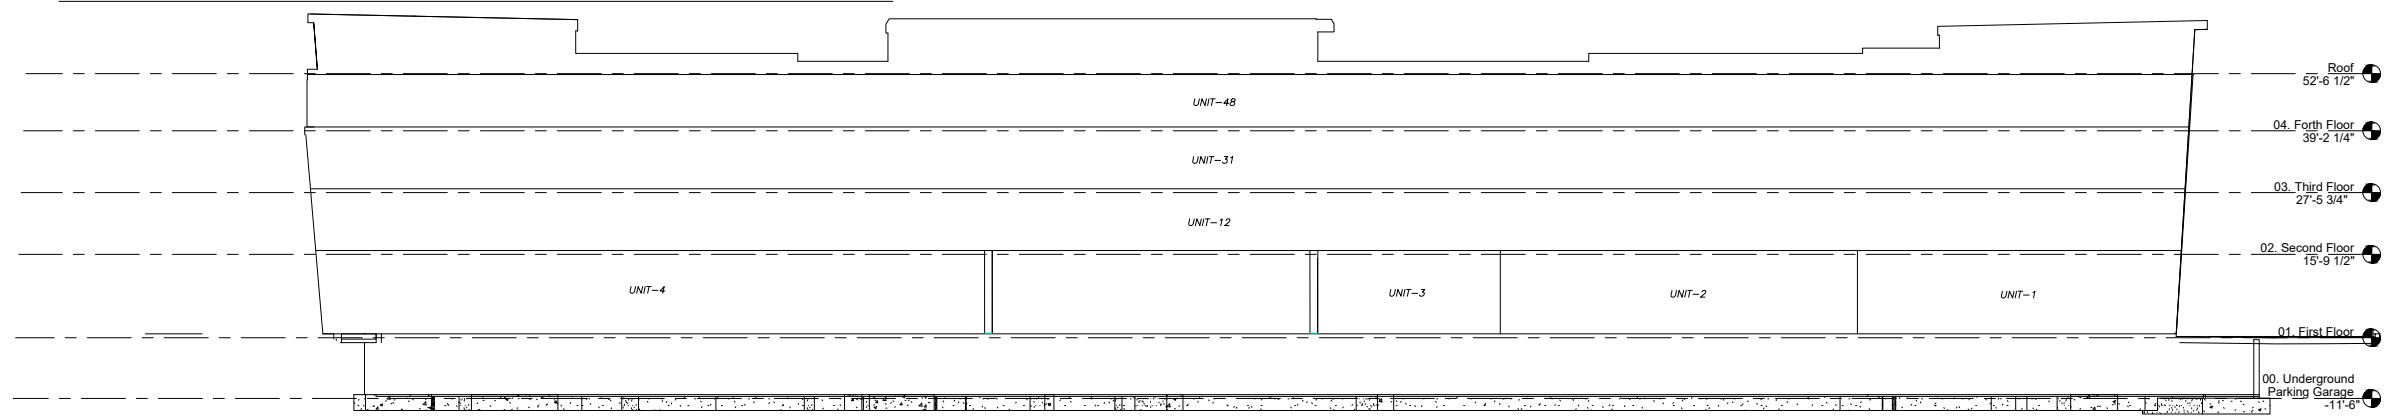 Roof
52'-6 1/2"
UNIT-48
04. Forth Floor
39'-2 1/4"
UNIT-31
03. Third Floor
27'-5 3/4"
UNIT-12
02. Second Floor
15'-9 1/2"
UNIT-4
UNIT-3
UNIT-2
UNIT-1
01. First Floor
00. Underground
Parking Garage
-11'-6"